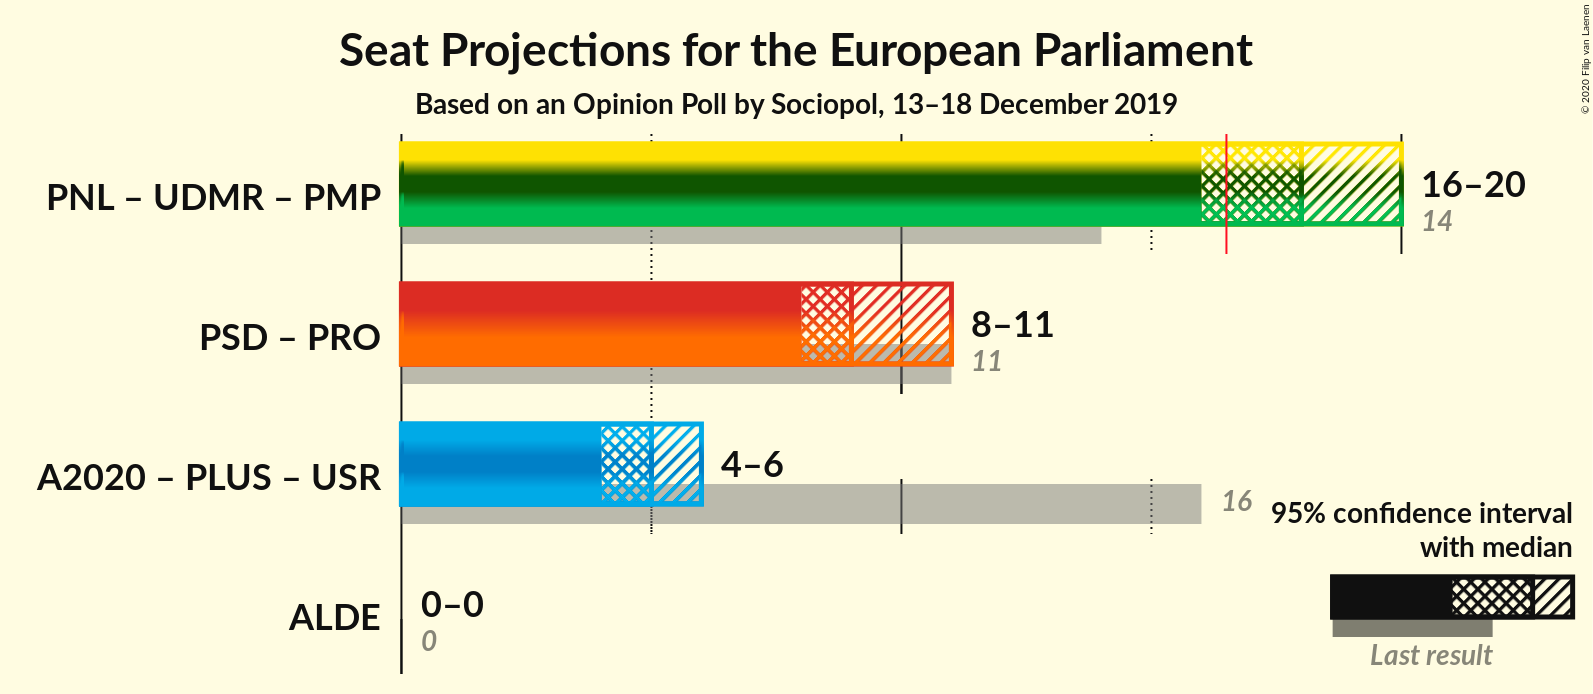 Seat Projections for the European Parliament
Based on an Opinion Poll by Sociopol, 13–18 December 2019
© 2020 Filip van Laenen
PNL – UDMR – PMP
16–20
14
PSD – PRO
8–11
11
A2020 – PLUS – USR
4–6
16
95% confidence interval
with median
Last result
ALDE
0–0
0